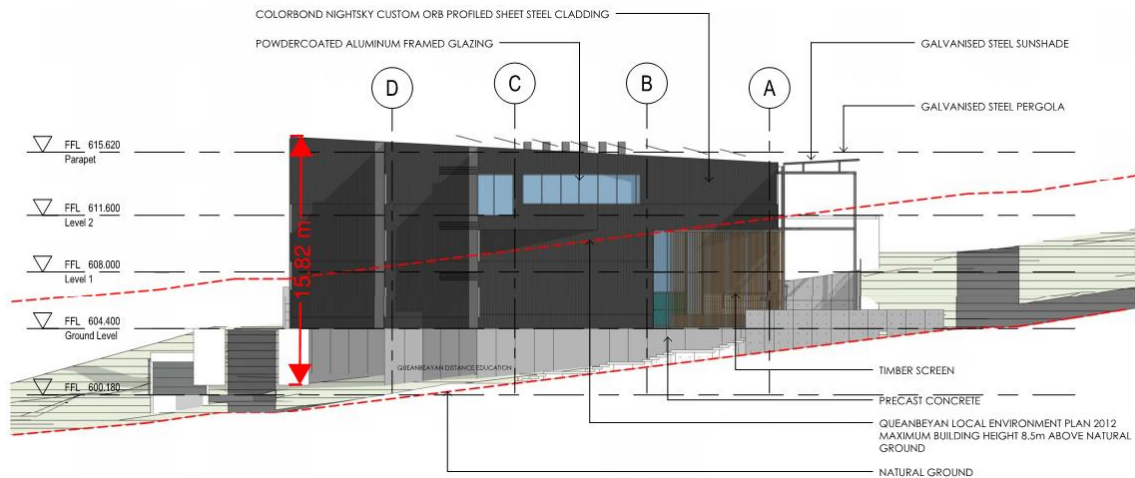 COLORBOND NIGHTSKY CUSTOM ORB PROFILED SHEET STEEL CLADDING
POWDERCOATED ALUMINUM FRAMED GLAZING
GALVANISED STEEL SUNSHADE
GALVANISED STEEL PERGOLA
D
C
B
A
FFL 615.620
Parapet
FFL 611.600
Level 2
FFL 608.000
Level 1
FFL 604.400
Ground Level
FFL 600.180
15.82 m
QUEANBEAYAN DISTANCE EDUCATION
TIMBER SCREEN
PRECAST CONCRETE
QUEANBEYAN LOCAL ENVIRONMENT PLAN 2012
MAXIMUM BUILDING HEIGHT 8.5m ABOVE NATURAL
GROUND
NATURAL GROUND